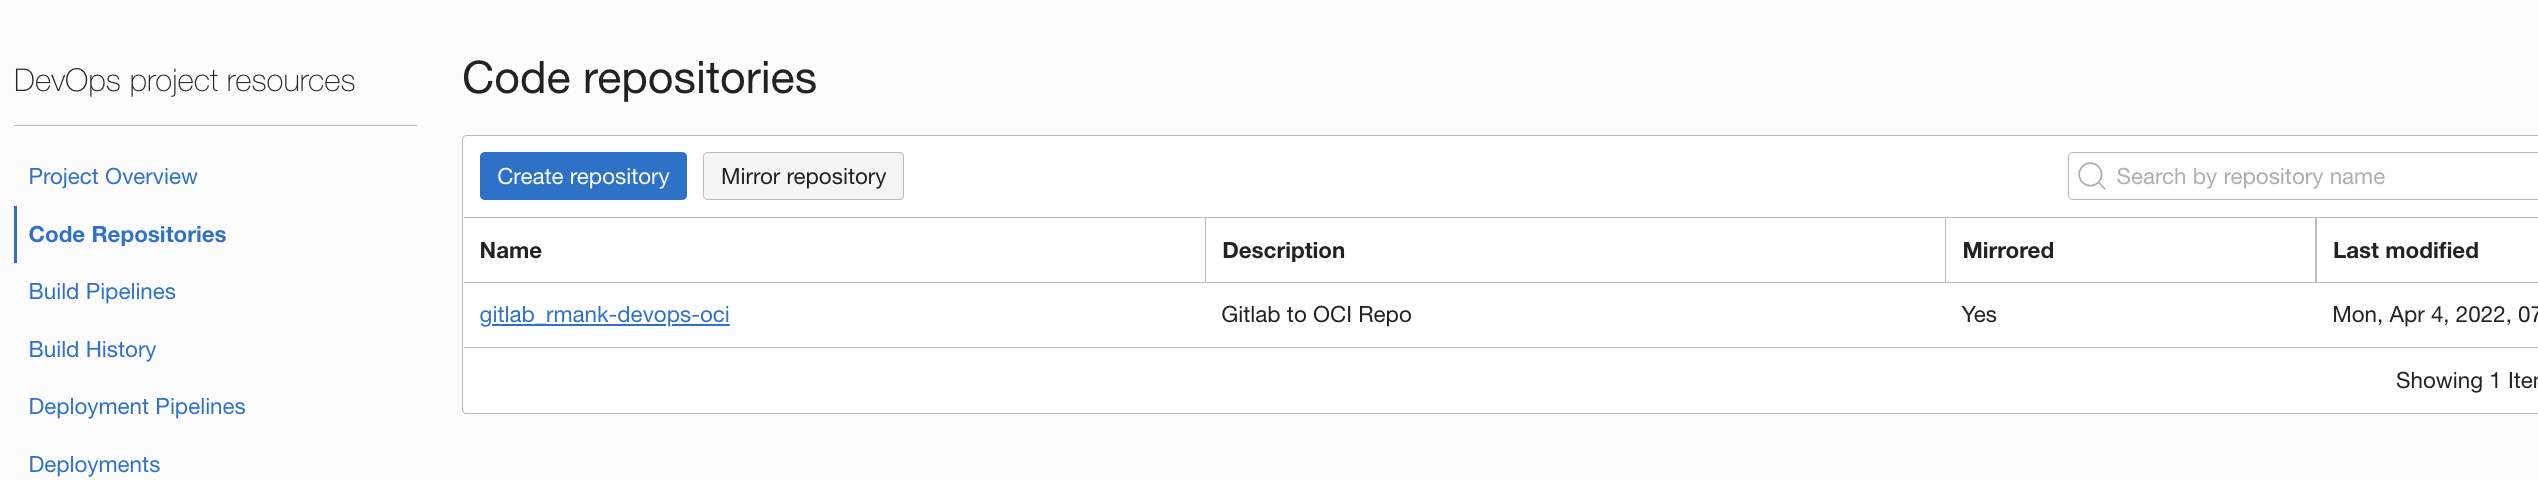 DevOps project resources
Project Overview
Code Repositories
Build Pipelines
Build History
Deployment Pipelines
Deployments
Code repositories
Create repository Mirror repository Search by repository name
Name Description Mirrored Last modified
gitlab_rmank-devops-oci Gitlab to OCI Repo Yes Mon, Apr 4, 2022, 07
Showing 1